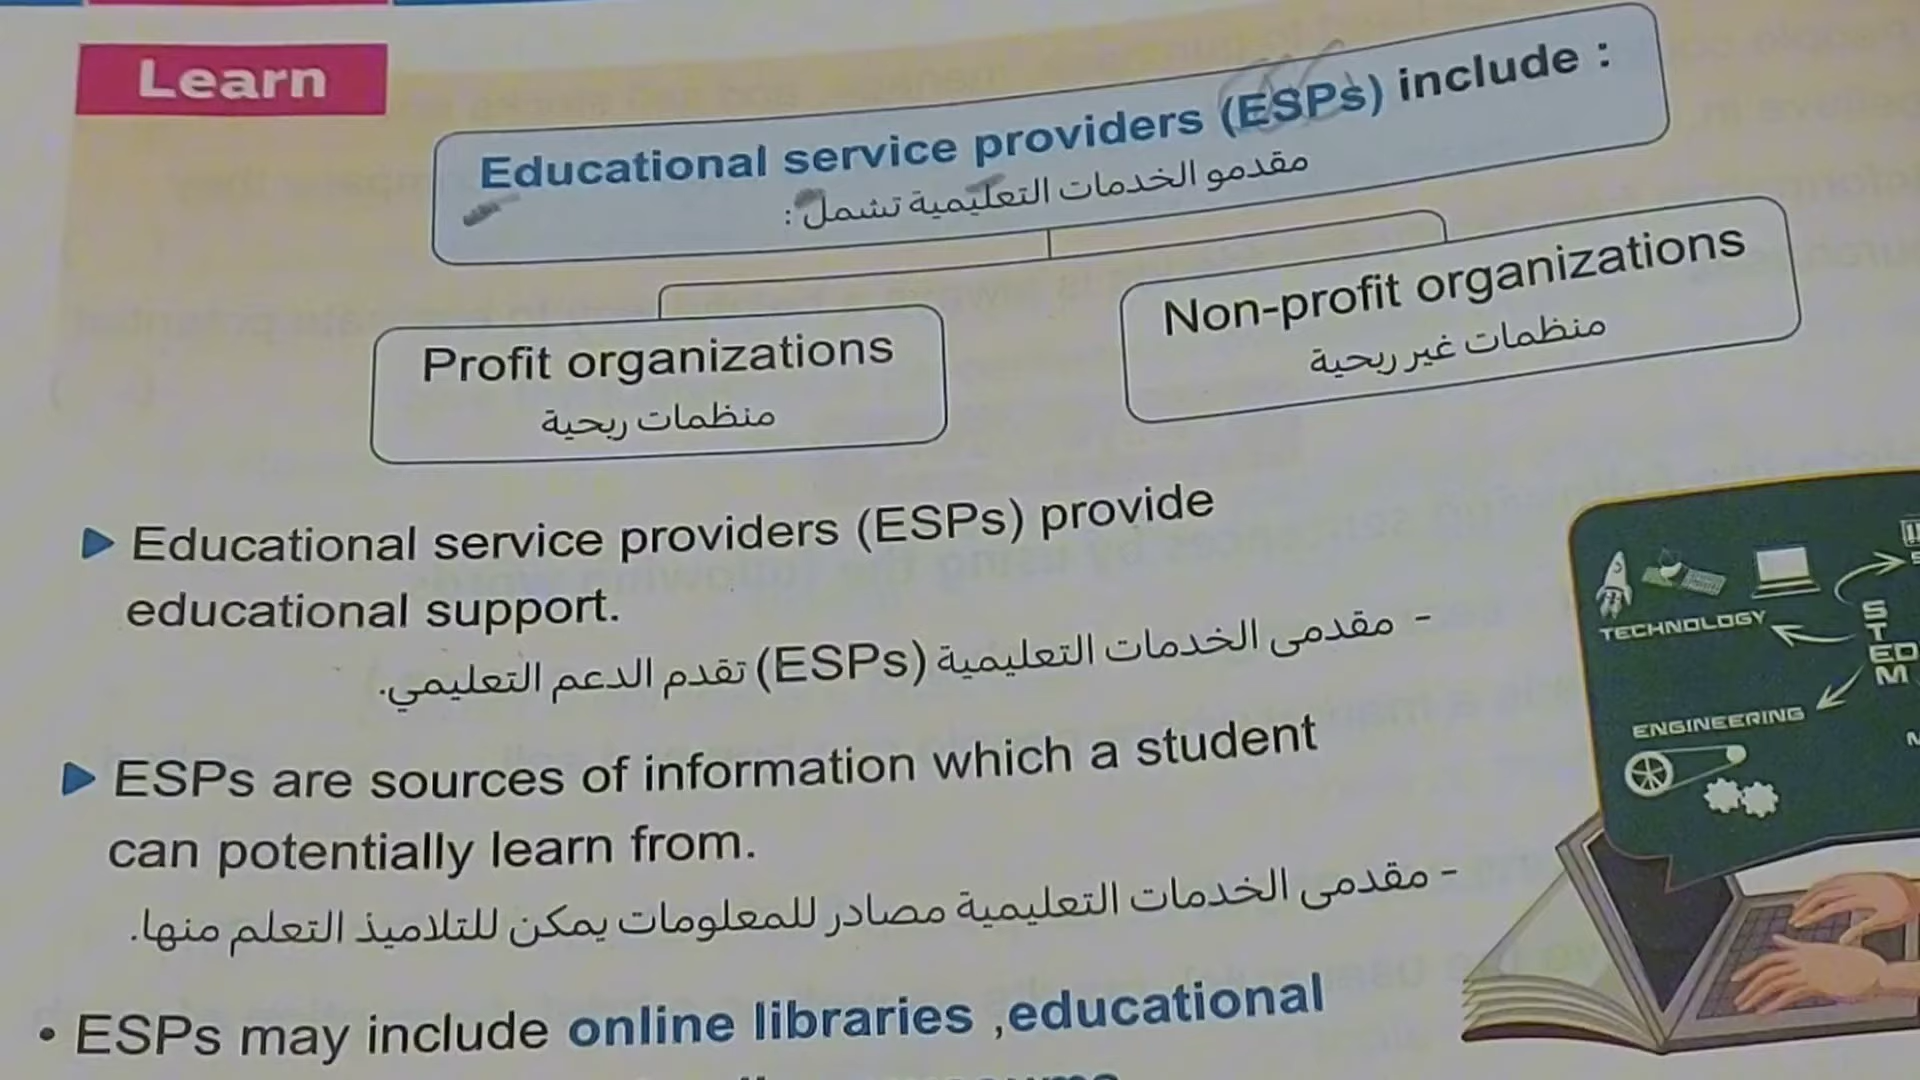 Learn
Educational service providers (ESPs) include :
مقدمو الخدمات التعليمية تشمل :
Profit organizations
منظمات ربحية
Non-profit organizations
منظمات غير ربحية
Educational service providers (ESPs) provide
educational support.
- مقدمى الخدمات التعليمية (ESPs) تقدم الدعم التعليمي.
ESPs are sources of information which a student
can potentially learn from.
- مقدمى الخدمات التعليمية مصادر للمعلومات يمكن للتلاميذ التعلم منها.
• ESPs may include online libraries ,educational
TECHNOLOGY
ENGINEERING